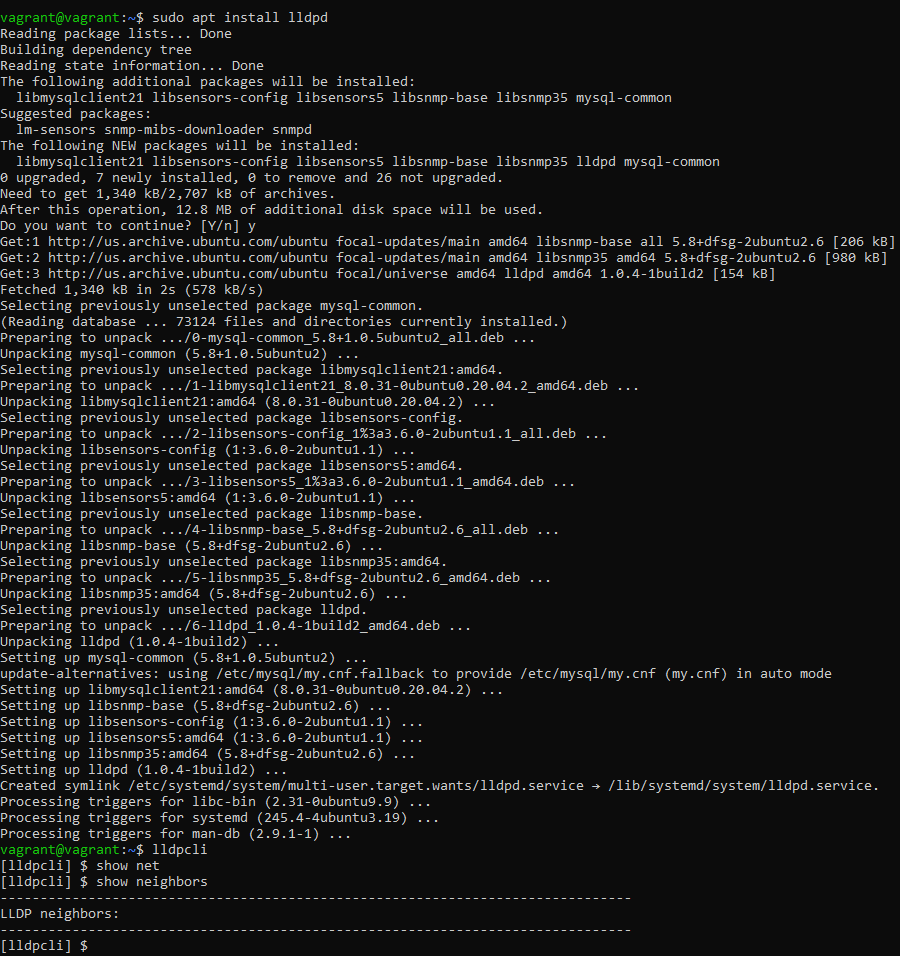 vagrant@vagrant:~$ sudo apt install lldpd
Reading package lists... Done
Building dependency tree
Reading state information... Done
The following additional packages will be installed:
  libmysqlclient21 libsensors-config libsensors5 libsnmp-base libsnmp35 mysql-common
Suggested packages:
  lm-sensors snmp-mibs-downloader snmpd
The following NEW packages will be installed:
  libmysqlclient21 libsensors-config libsensors5 libsnmp-base libsnmp35 lldpd mysql-common
0 upgraded, 7 newly installed, 0 to remove and 26 not upgraded.
Need to get 1,340 kB/2,707 kB of archives.
After this operation, 12.8 MB of additional disk space will be used.
Do you want to continue? [Y/n] y
Get:1 http://us.archive.ubuntu.com/ubuntu focal-updates/main amd64 libsnmp-base all 5.8+dfsg-2ubuntu2.6 [206 kB]
Get:2 http://us.archive.ubuntu.com/ubuntu focal-updates/main amd64 libsnmp35 amd64 5.8+dfsg-2ubuntu2.6 [980 kB]
Get:3 http://us.archive.ubuntu.com/ubuntu focal/universe amd64 lldpd amd64 1.0.4-1build2 [154 kB]
Fetched 1,340 kB in 2s (578 kB/s)
Selecting previously unselected package mysql-common.
(Reading database ... 73124 files and directories currently installed.)
Preparing to unpack .../0-mysql-common_5.8+1.0.5ubuntu2_all.deb ...
Unpacking mysql-common (5.8+1.0.5ubuntu2) ...
Selecting previously unselected package libmysqlclient21:amd64.
Preparing to unpack .../1-libmysqlclient21_8.0.31-0ubuntu0.20.04.2_amd64.deb ...
Unpacking libmysqlclient21:amd64 (8.0.31-0ubuntu0.20.04.2) ...
Selecting previously unselected package libsensors-config.
Preparing to unpack .../2-libsensors-config_1%3a3.6.0-2ubuntu1.1_all.deb ...
Unpacking libsensors-config (1:3.6.0-2ubuntu1.1) ...
Selecting previously unselected package libsensors5:amd64.
Preparing to unpack .../3-libsensors5_1%3a3.6.0-2ubuntu1.1_amd64.deb ...
Unpacking libsensors5:amd64 (1:3.6.0-2ubuntu1.1) ...
Selecting previously unselected package libsnmp-base.
Preparing to unpack .../4-libsnmp-base_5.8+dfsg-2ubuntu2.6_all.deb ...
Unpacking libsnmp-base (5.8+dfsg-2ubuntu2.6) ...
Selecting previously unselected package libsnmp35:amd64.
Preparing to unpack .../5-libsnmp35_5.8+dfsg-2ubuntu2.6_amd64.deb ...
Unpacking libsnmp35:amd64 (5.8+dfsg-2ubuntu2.6) ...
Selecting previously unselected package lldpd.
Preparing to unpack .../6-lldpd_1.0.4-1build2_amd64.deb ...
Unpacking lldpd (1.0.4-1build2) ...
Setting up mysql-common (5.8+1.0.5ubuntu2) ...
update-alternatives: using /etc/mysql/my.cnf.fallback to provide /etc/mysql/my.cnf (my.cnf) in auto mode
Setting up libmysqlclient21:amd64 (8.0.31-0ubuntu0.20.04.2) ...
Setting up libsnmp-base (5.8+dfsg-2ubuntu2.6) ...
Setting up libsensors-config (1:3.6.0-2ubuntu1.1) ...
Setting up libsensors5:amd64 (1:3.6.0-2ubuntu1.1) ...
Setting up libsnmp35:amd64 (5.8+dfsg-2ubuntu2.6) ...
Setting up lldpd (1.0.4-1build2) ...
Created symlink /etc/systemd/system/multi-user.target.wants/lldpd.service → /lib/systemd/system/lldpd.service.
Processing triggers for libc-bin (2.31-0ubuntu9.9) ...
Processing triggers for systemd (245.4-4ubuntu3.19) ...
Processing triggers for man-db (2.9.1-1) ...
vagrant@vagrant:~$ lldpcli
[lldpcli] $ show net
[lldpcli] $ show neighbors
-------------------------------------------------------------------------------
LLDP neighbors:
-------------------------------------------------------------------------------
[lldpcli] $